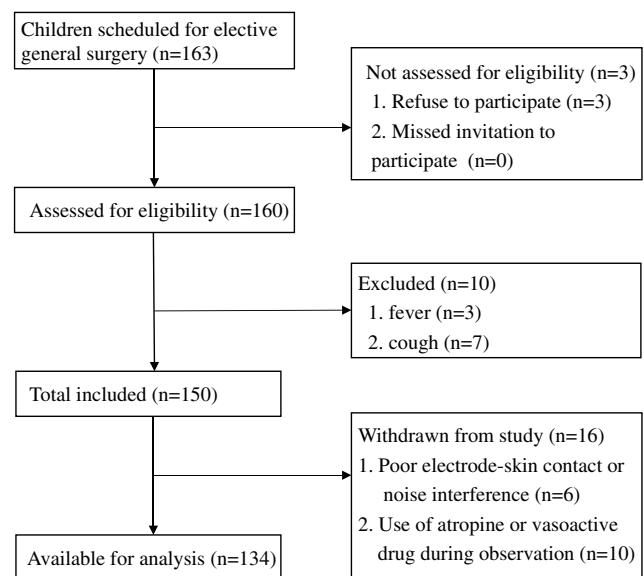 Children scheduled for elective
general surgery (n=163)
Not assessed for eligibility (n=3)
1. Refuse to participate (n=3)
2. Missed invitation to
participate (n=0)
Assessed for eligibility (n=160)
Excluded (n=10)
1. fever (n=3)
2. cough (n=7)
Total included (n=150)
Withdrawn from study (n=16)
1. Poor electrode-skin contact or
noise interference (n=6)
2. Use of atropine or vasoactive
drug during observation (n=10)
Available for analysis (n=134)